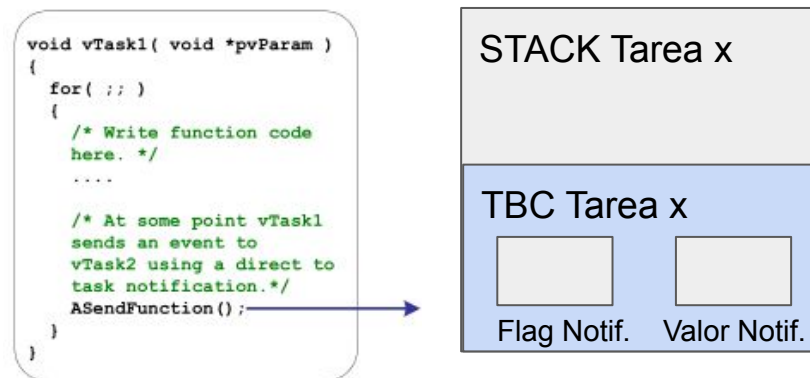 void vTask1( void *pvParam )
{
for( ;; )
{
/* Write function code
here. */
....
/* At some point vTask1
sends an event to
vTask2 using a direct to
task notification.*/
ASendFunction();
}
}
STACK Tarea x
TBC Tarea x
Flag Notif. Valor Notif.